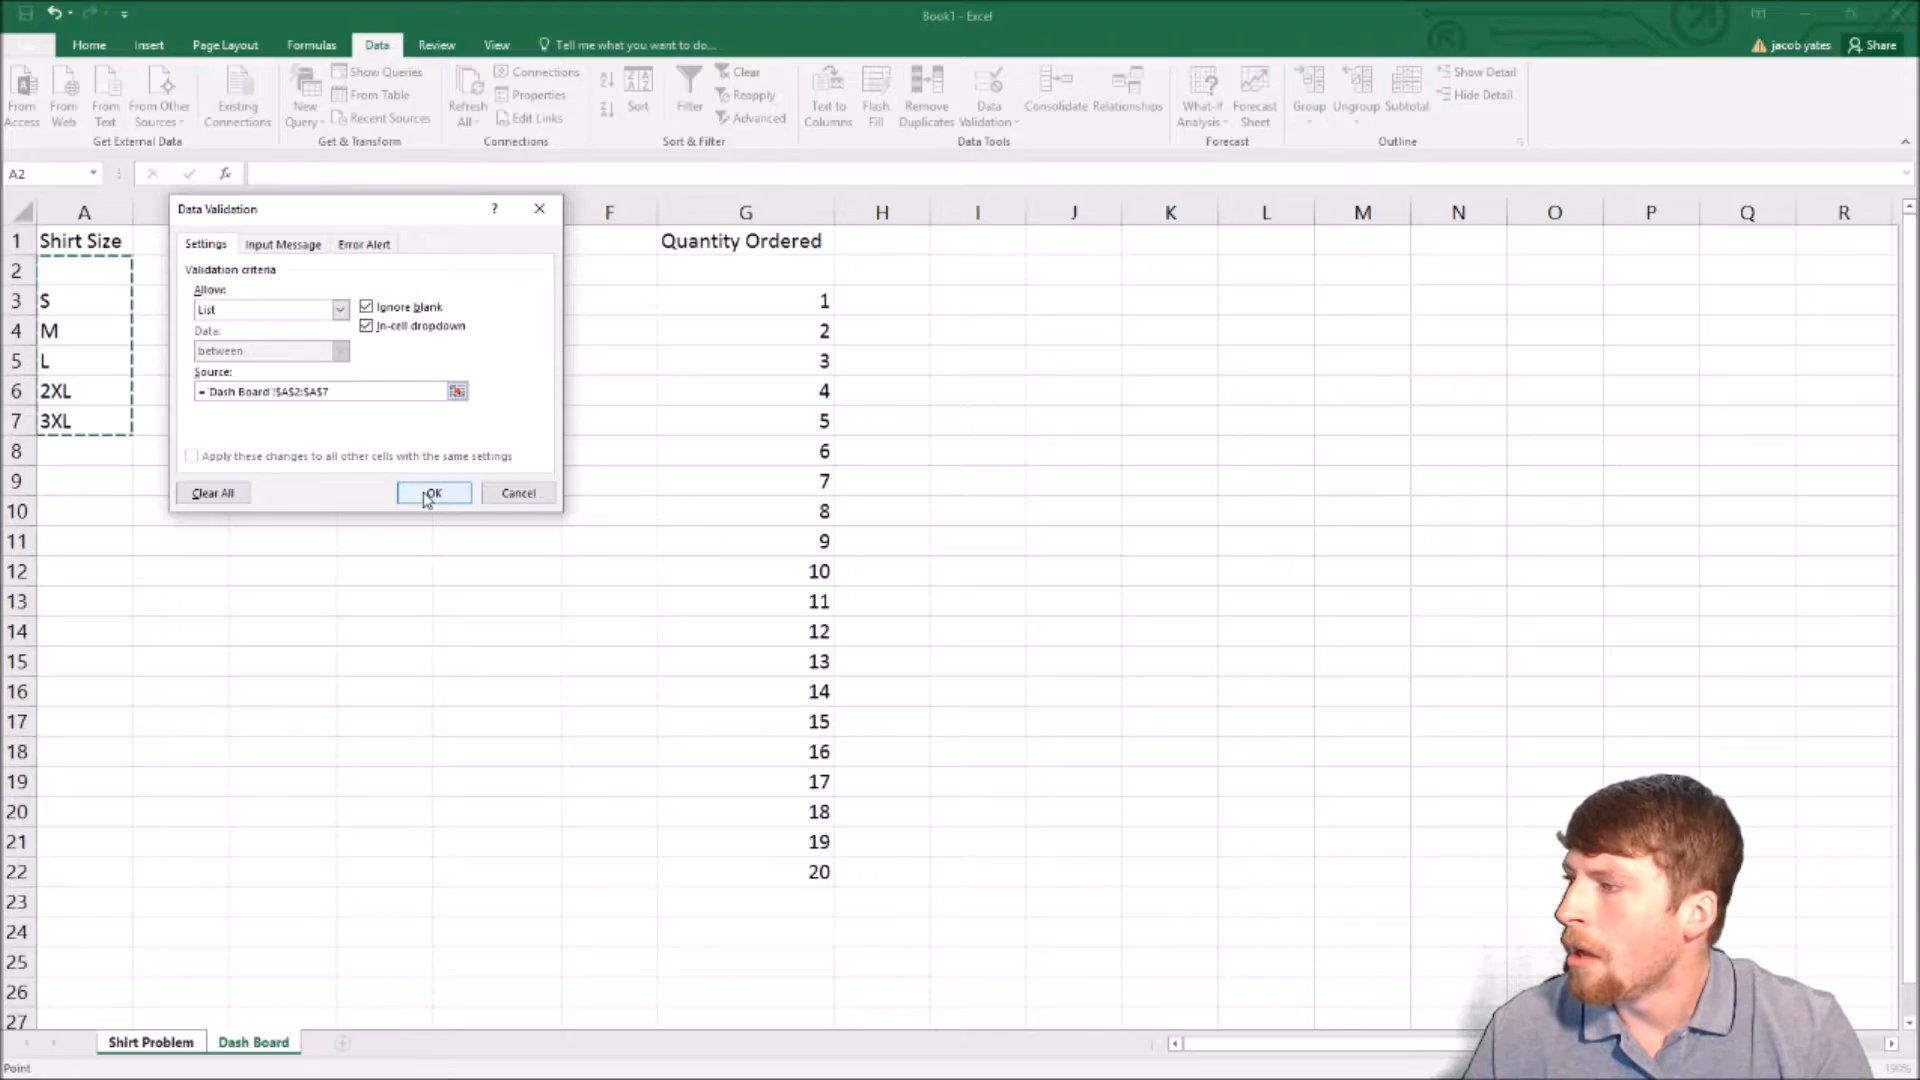 Book1 - Excel
Home Insert Page Layout Formulas Data Review View Tell me what you want to do... jacob yates Share
From Access
From Web
From Text
From Other Sources
Existing Connections
Get External Data
New Query
Show Queries
From Table
Recent Sources
Get & Transform
Refresh All
Connections
Properties
Edit Links
Connections
Sort
Filter
Clear
Reapply
Advanced
Sort & Filter
Text to Columns
Flash Fill
Remove Duplicates
Data Validation
Consolidate
Relationships
Data Tools
What-If Analysis
Forecast Sheet
Forecast
Group
Ungroup
Subtotal
Show Detail
Hide Detail
Outline
A2 fx
Data Validation ? ×
Settings Input Message Error Alert
Validation criteria
Allow:
List
Ignore blank
In-cell dropdown
Data:
between
Source:
='Dash Board'!$A$2:$A$7
Apply these changes to all other cells with the same settings
Clear All OK Cancel
A F G H I J K L M N O P Q R
1 Shirt Size Quantity Ordered
2
3 S 1
4 M 2
5 L 3
6 2XL 4
7 3XL 5
8 6
9 7
10 8
11 9
12 10
13 11
14 12
15 13
16 14
17 15
18 16
19 17
20 18
21 19
22 20
23
24
25
26
27
Shirt Problem Dash Board
Point 190%